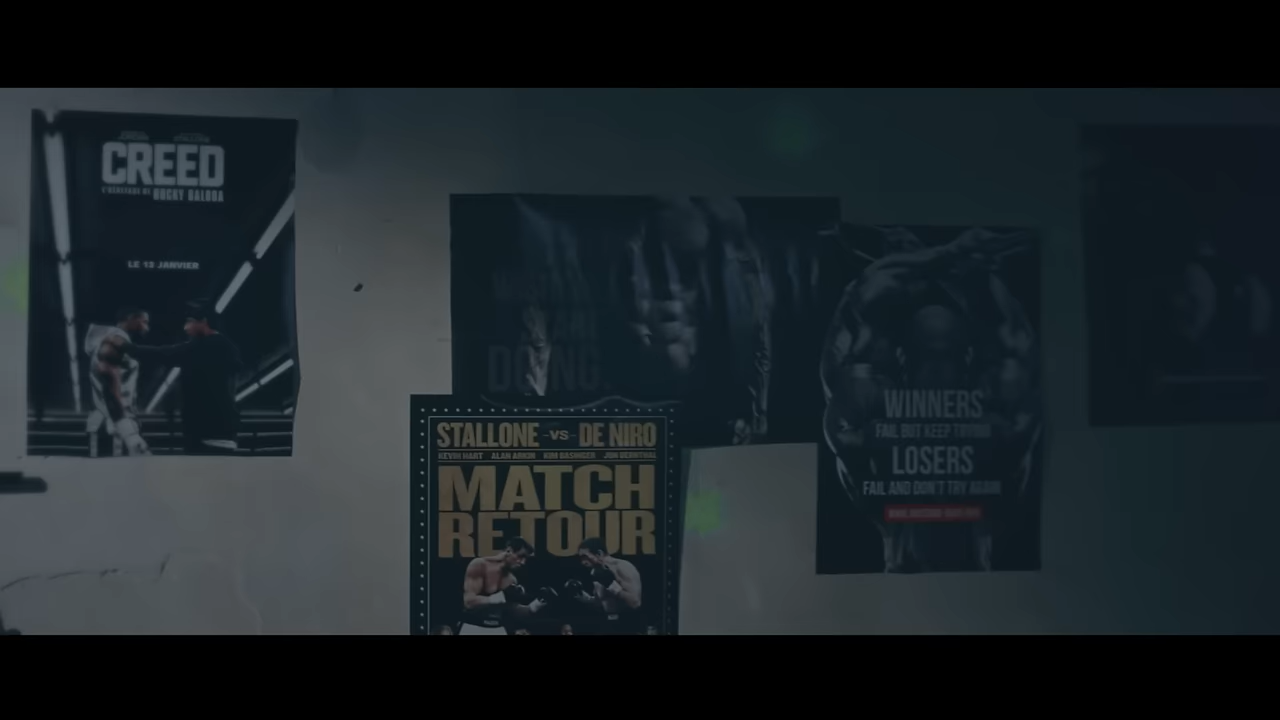 CREED
L'HÉRITAGE DE ROCKY BALBOA
LE 13 JANVIER
DOING
STALLONE -VS- DE NIRO
KEVIN HART ALAN ARKIN KIM BASINGER JON BERNTHAL
MATCH
RETOUR
WINNERS
FAIL BUT KEEP TRYING
LOSERS
FAIL AND DON'T TRY AGAIN